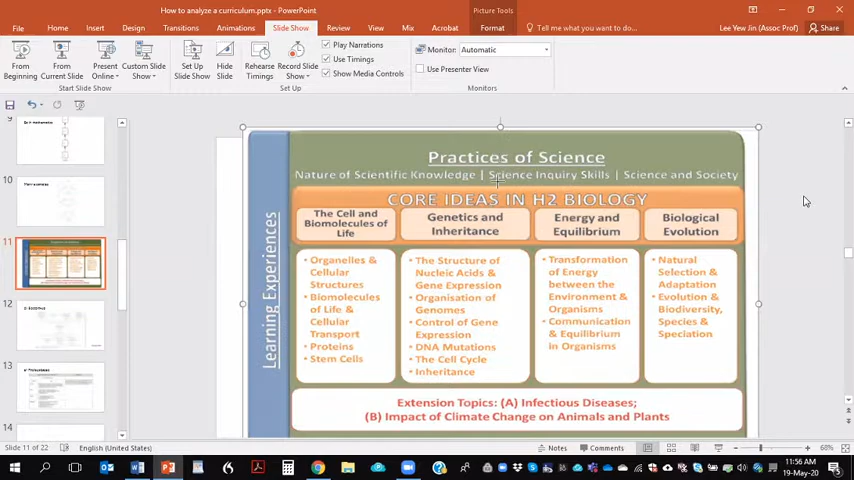 How to analyze a curriculum.pptx - PowerPoint
Picture Tools
File Home Insert Design Transitions Animations Slide Show Review View Mix Acrobat Format Tell me what you want to do... Lee Yew Jin (Assoc Prof) Share
From Beginning
From Current Slide
Present Online
Custom Slide Show
Set Up Slide Show
Hide Slide
Rehearse Timings
Record Slide Show
Play Narrations
Use Timings
Show Media Controls
Monitor: Automatic
Use Presenter View
Start Slide Show
Set Up
Monitors
9
10
11
12
13
14
Practices of Science
Nature of Scientific Knowledge | Science Inquiry Skills | Science and Society
Learning Experiences
CORE IDEAS IN H2 BIOLOGY
The Cell and
Biomolecules of
Life
• Organelles &
Cellular
Structures
• Biomolecules
of Life &
Cellular
Transport
• Proteins
• Stem Cells
Genetics and
Inheritance
• The Structure of
Nucleic Acids &
Gene Expression
• Organisation of
Genomes
• Control of Gene
Expression
• DNA Mutations
• The Cell Cycle
• Inheritance
Energy and
Equilibrium
• Transformation
of Energy
between the
Environment &
Organisms
• Communication
& Equilibrium
in Organisms
Biological
Evolution
• Natural
Selection &
Adaptation
• Evolution &
Biodiversity,
Species &
Speciation
Extension Topics: (A) Infectious Diseases;
(B) Impact of Climate Change on Animals and Plants
Slide 11 of 22 English (United States) Notes Comments 68%
11:56 AM
19-May-20